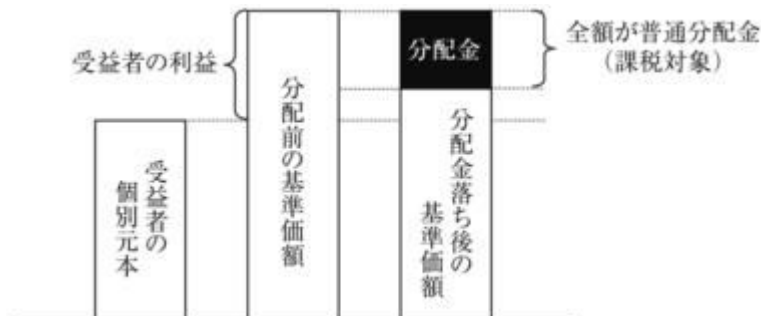 受益者の利益
受益者の
個別元本
分配前の基準価額
分配金
分配金落ち後の
基準価額
全額が普通分配金
（課税対象）